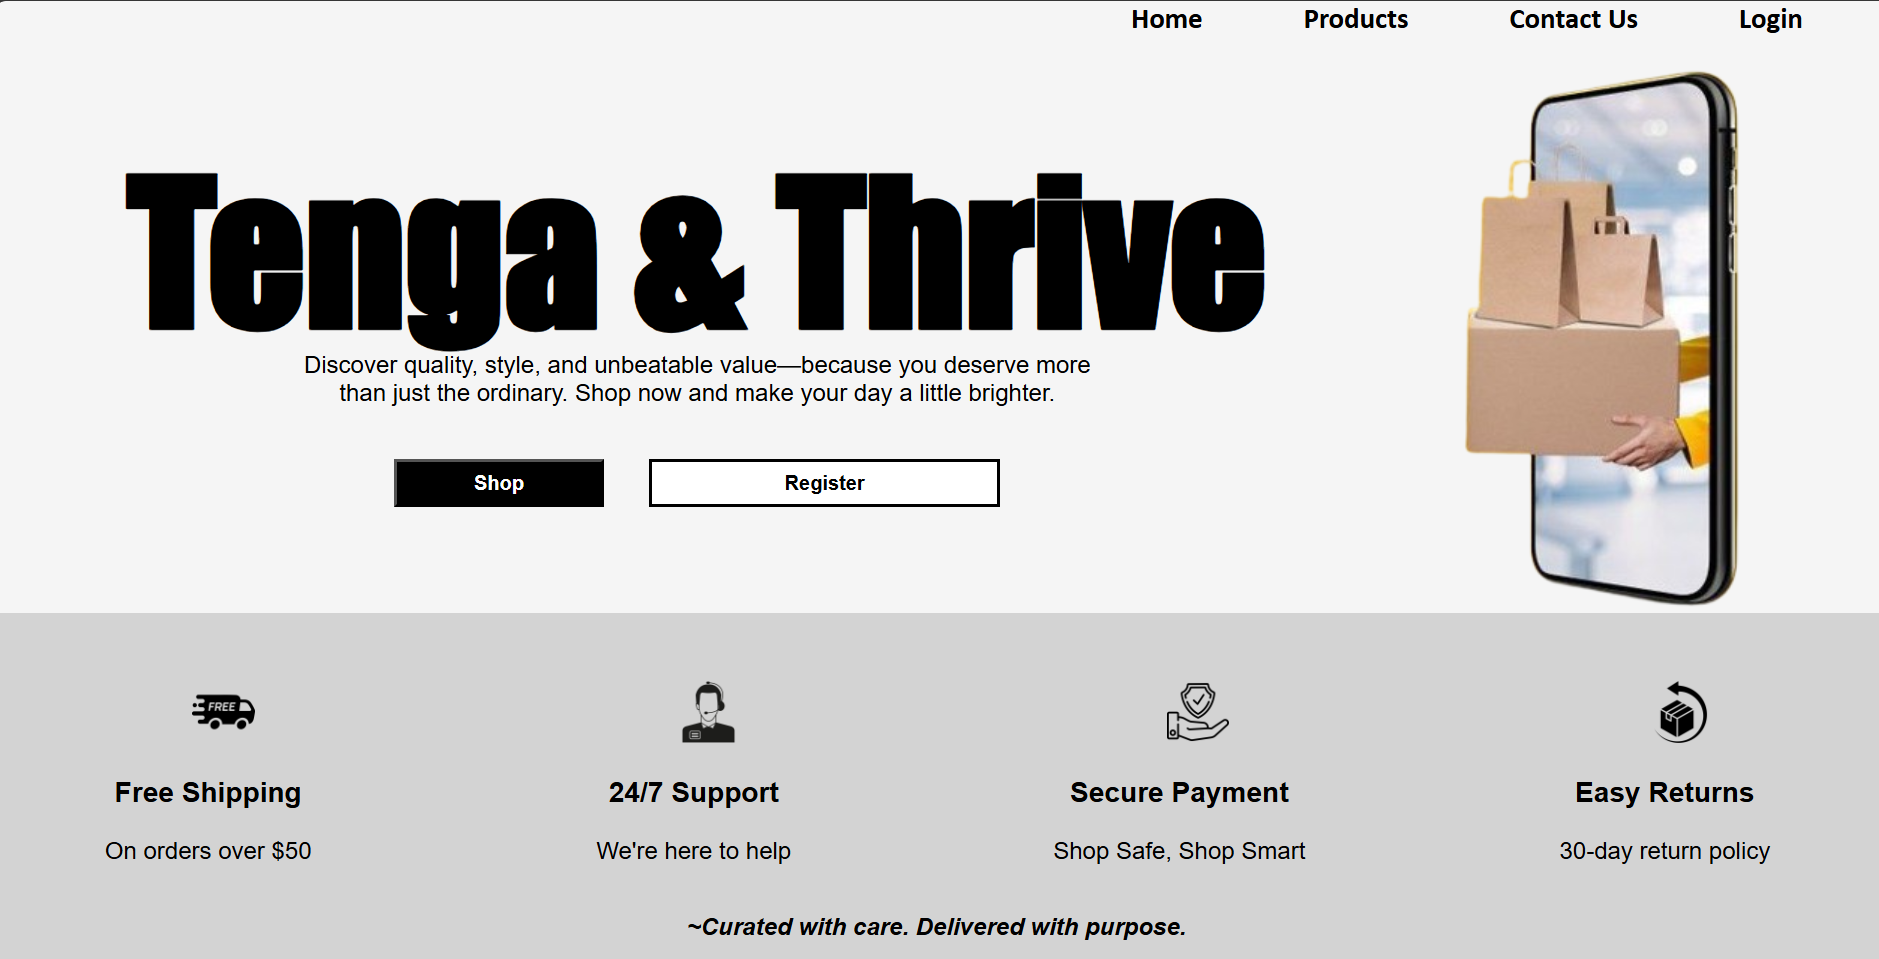 Home Products Contact Us Login
Tenga & Thrive
Discover quality, style, and unbeatable value—because you deserve more
than just the ordinary. Shop now and make your day a little brighter.
Shop
Register
FREE
Free Shipping
On orders over $50
24/7 Support
We're here to help
Secure Payment
Shop Safe, Shop Smart
Easy Returns
30-day return policy
~Curated with care. Delivered with purpose.